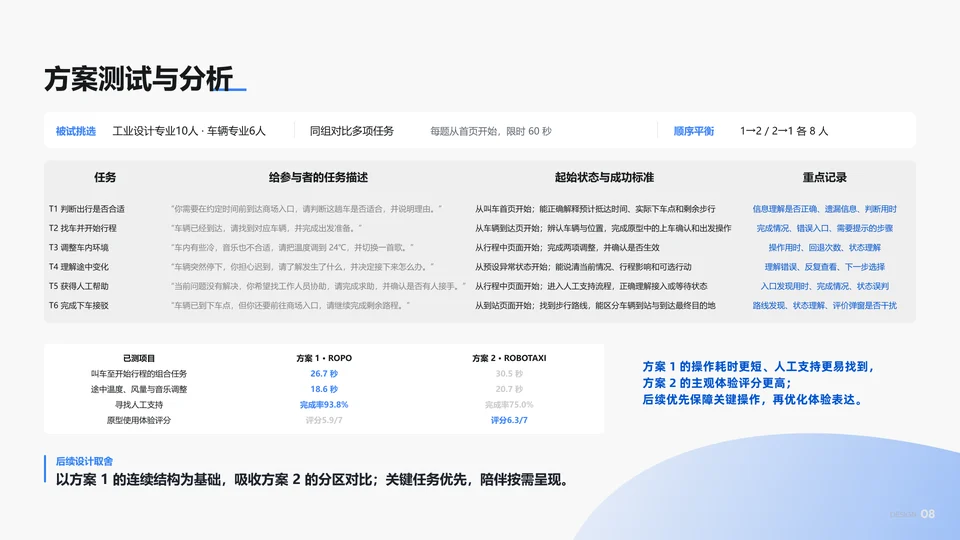 方案测试与分析
被试挑选 工业设计专业10人 · 车辆专业6人 同组对比多项任务 每题从首页开始，限时 60 秒 顺序平衡 1→2 / 2→1 各 8 人
任务 给参与者的任务描述 起始状态与成功标准 重点记录
T1 判断出行是否合适 “你需要在约定时间前到达商场入口，请判断这趟车是否适合，并说明理由。” 从叫车首页开始；能正确解释预计抵达时间、实际下车点和剩余步行 信息理解是否正确、遗漏信息、判断用时
T2 找车并开始行程 “车辆已经到达，请找到对应车辆，并完成出发准备。” 从车辆到达页开始；辨认车辆与位置，完成原型中的上车确认和出发操作 完成情况、错误入口、需要提示的步骤
T3 调整车内环境 “车内有些冷，音乐也不合适，请把温度调到 24℃，并切换一首歌。” 从行程中页面开始；完成两项调整，并确认是否生效 操作用时、回退次数、状态理解
T4 理解途中变化 “车辆突然停下，你担心迟到，请了解发生了什么，并决定接下来怎么办。” 从预设异常状态开始；能说清当前情况、行程影响和可选行动 理解错误、反复查看、下一步选择
T5 获得人工帮助 “当前问题没有解决，你希望找工作人员协助，请完成求助，并确认是否有人接手。” 从行程中页面开始；进入人工支持流程，正确理解接入或等待状态 入口发现用时、完成情况、状态误判
T6 完成下车接驳 “车辆已到下车点，但你还要前往商场入口，请继续完成剩余路程。” 从到站页面开始；找到步行路线，能区分车辆到站与到达最终目的地 路线发现、状态理解、评价弹窗是否干扰
已测项目 方案 1 · ROPO 方案 2 · ROBOTAXI
叫车至开始行程的组合任务 26.7 秒 30.5 秒
途中温度、风量与音乐调整 18.6 秒 20.7 秒
寻找人工支持 完成率93.8% 完成率75.0%
原型使用体验评分 评分5.9/7 评分6.3/7
方案 1 的操作耗时更短、人工支持更易找到，
方案 2 的主观体验评分更高；
后续优先保障关键操作，再优化体验表达。
后续设计取舍
以方案 1 的连续结构为基础，吸收方案 2 的分区对比；关键任务优先，陪伴按需呈现。
08